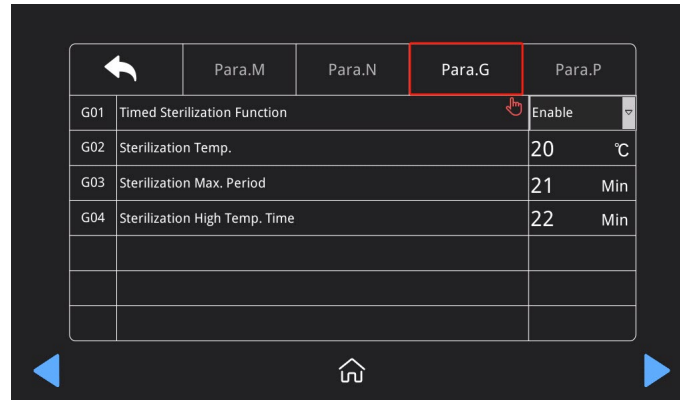 Para.M Para.N Para.G Para.P
G01 Timed Sterilization Function Enable
G02 Sterilization Temp. 20 ℃
G03 Sterilization Max. Period 21 Min
G04 Sterilization High Temp. Time 22 Min